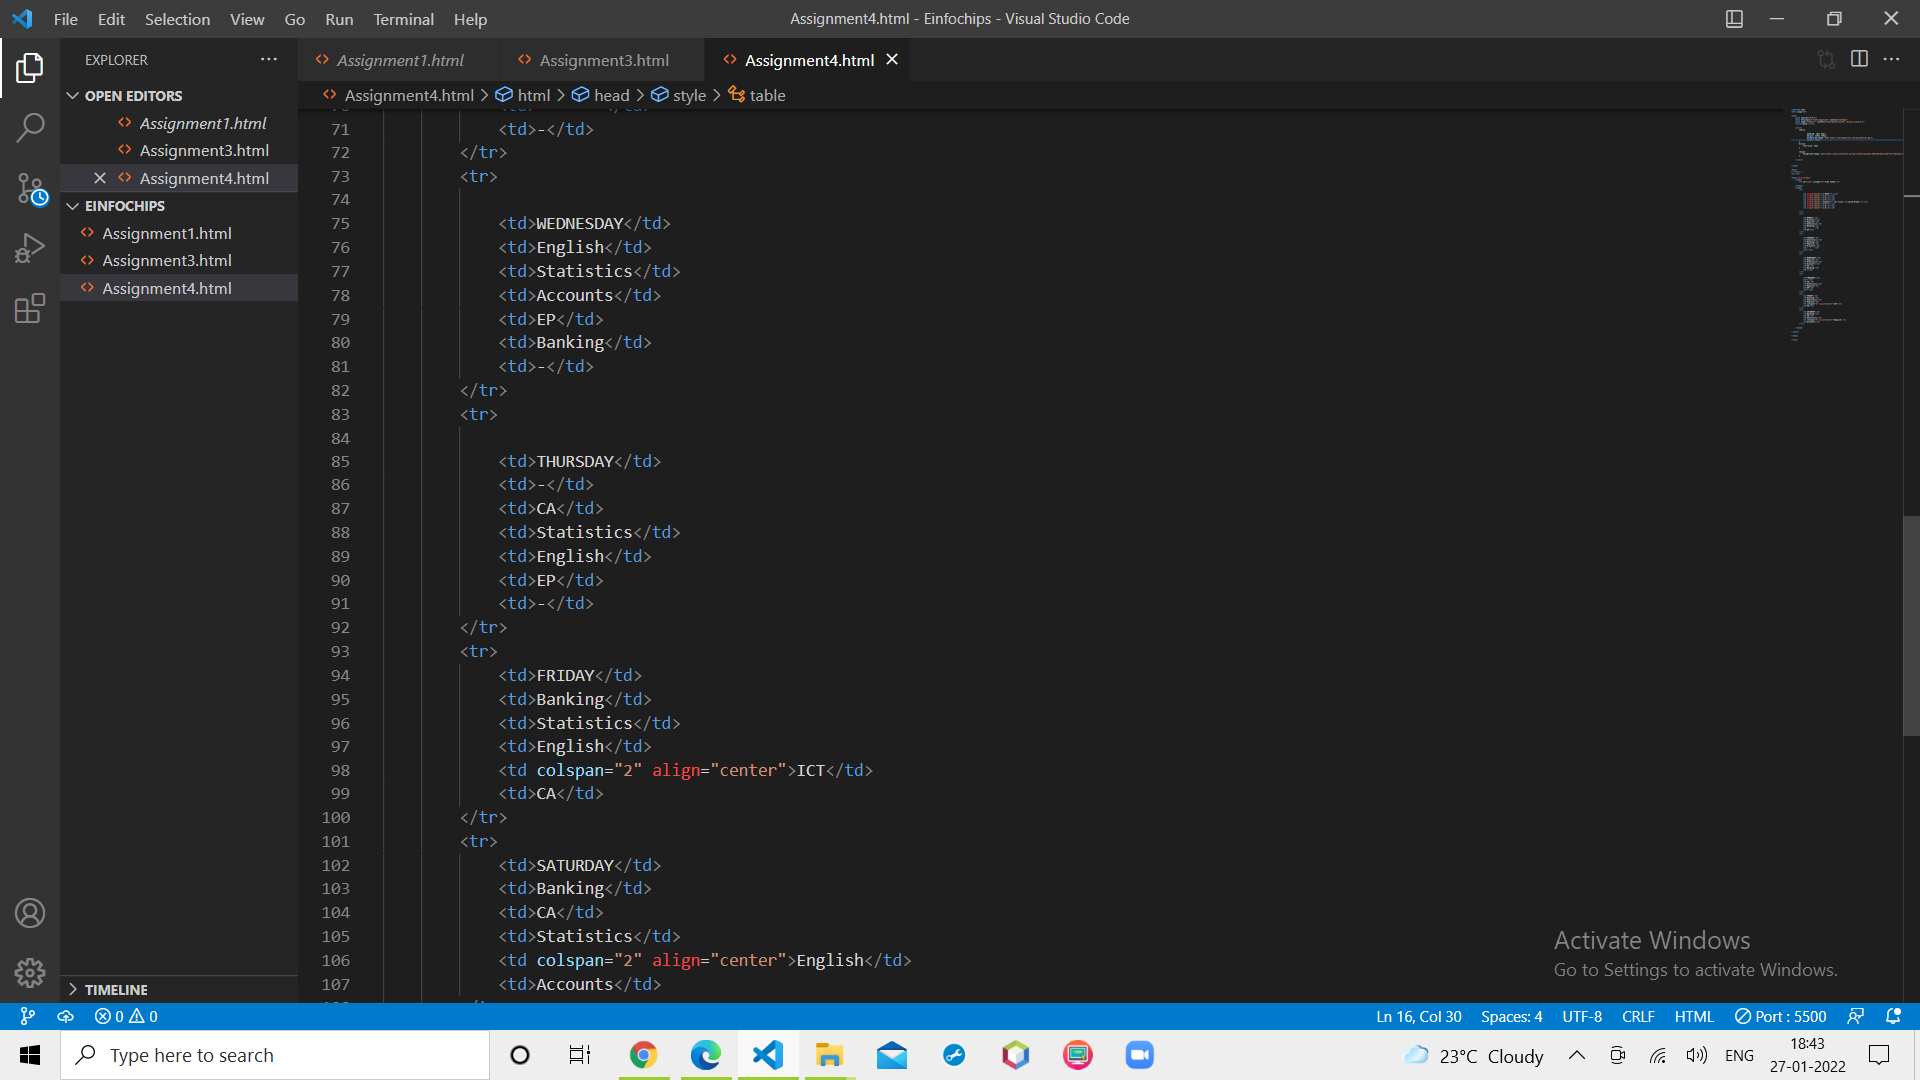 File Edit Selection View Go Run Terminal Help
Assignment4.html - Einfochips - Visual Studio Code
EXPLORER
OPEN EDITORS
Assignment1.html
Assignment3.html
Assignment4.html
EINFOCHIPS
Assignment1.html
Assignment3.html
Assignment4.html
TIMELINE
Assignment1.html Assignment3.html Assignment4.html
Assignment4.html > html > head > style > table
71 <td>-</td>
72 </tr>
73 <tr>
74
75 <td>WEDNESDAY</td>
76 <td>English</td>
77 <td>Statistics</td>
78 <td>Accounts</td>
79 <td>EP</td>
80 <td>Banking</td>
81 <td>-</td>
82 </tr>
83 <tr>
84
85 <td>THURSDAY</td>
86 <td>-</td>
87 <td>CA</td>
88 <td>Statistics</td>
89 <td>English</td>
90 <td>EP</td>
91 <td>-</td>
92 </tr>
93 <tr>
94 <td>FRIDAY</td>
95 <td>Banking</td>
96 <td>Statistics</td>
97 <td>English</td>
98 <td colspan="2" align="center">ICT</td>
99 <td>CA</td>
100 </tr>
101 <tr>
102 <td>SATURDAY</td>
103 <td>Banking</td>
104 <td>CA</td>
105 <td>Statistics</td>
106 <td colspan="2" align="center">English</td>
107 <td>Accounts</td>
Activate Windows
Go to Settings to activate Windows.
0 0 Ln 16, Col 30 Spaces: 4 UTF-8 CRLF HTML Port : 5500
Type here to search
23°C Cloudy ENG
18:43
27-01-2022